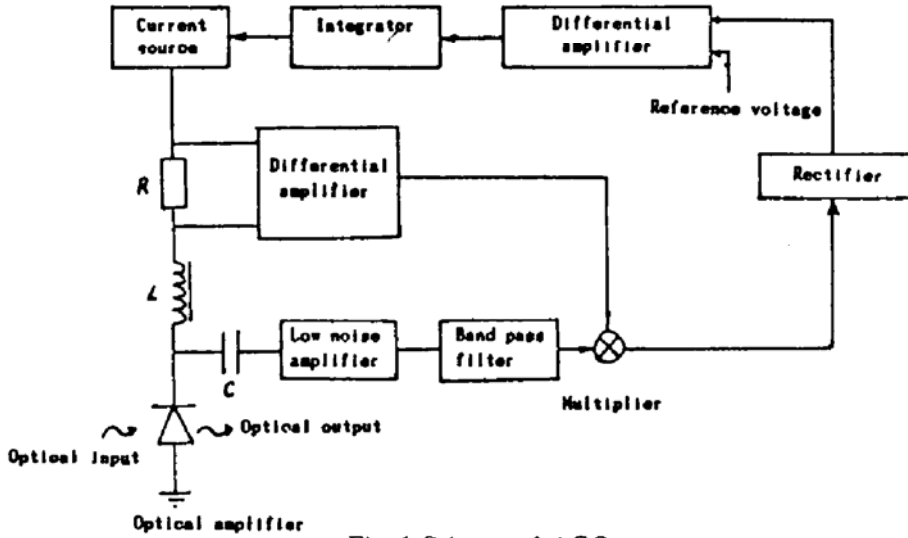 Current
source
Integrator
Differential
amplifier
Reference voltage
Rectifier
R
Differential
amplifier
L
Low noise
amplifier
Band pass
filter
C
Multiplier
Optical output
Optical input
Optical amplifier